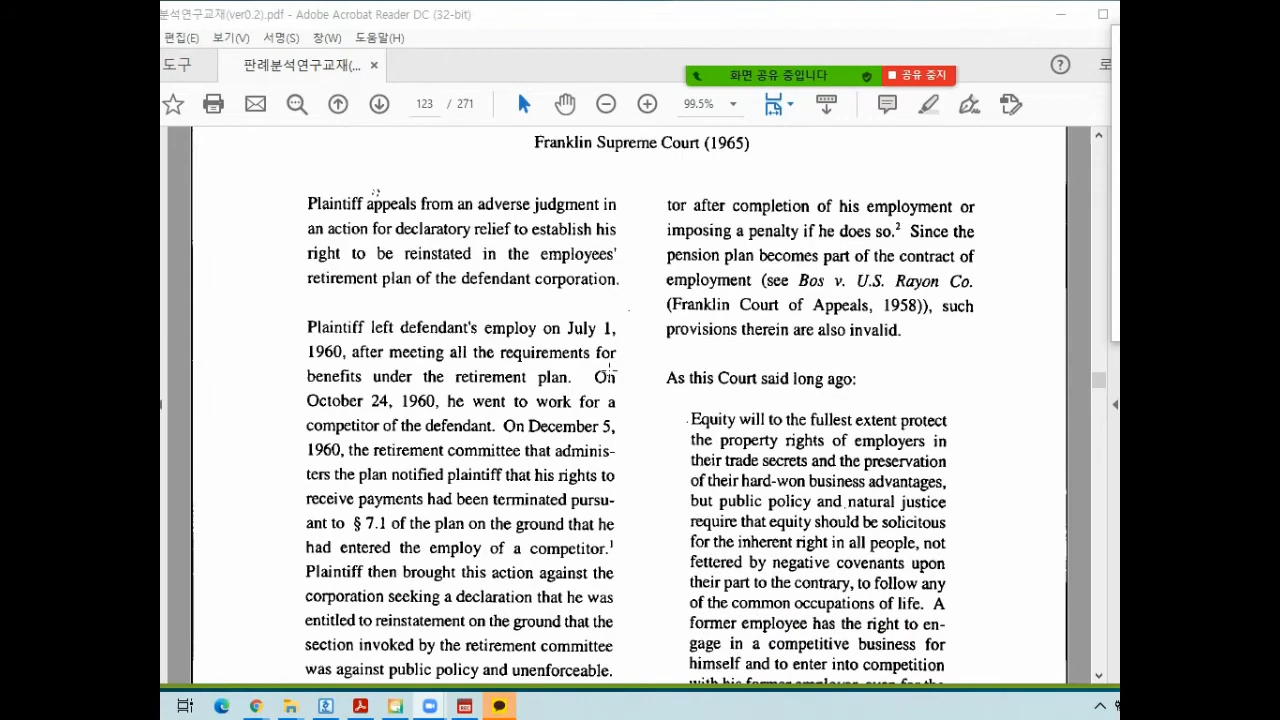 분석연구교재(ver0.2).pdf - Adobe Acrobat Reader DC (32-bit)
편집(E) 보기(V) 서명(S) 창(W) 도움말(H)
도구 판례분석연구교재(... × 로
화면 공유 중입니다 공유 중지
123 / 271 99.5%
Franklin Supreme Court (1965)
Plaintiff appeals from an adverse judgment in
an action for declaratory relief to establish his
right to be reinstated in the employees'
retirement plan of the defendant corporation.
Plaintiff left defendant's employ on July 1,
1960, after meeting all the requirements for
benefits under the retirement plan. On
October 24, 1960, he went to work for a
competitor of the defendant. On December 5,
1960, the retirement committee that adminis-
ters the plan notified plaintiff that his rights to
receive payments had been terminated pursu-
ant to § 7.1 of the plan on the ground that he
had entered the employ of a competitor.¹
Plaintiff then brought this action against the
corporation seeking a declaration that he was
entitled to reinstatement on the ground that the
section invoked by the retirement committee
was against public policy and unenforceable.
tor after completion of his employment or
imposing a penalty if he does so.² Since the
pension plan becomes part of the contract of
employment (see Bos v. U.S. Rayon Co.
(Franklin Court of Appeals, 1958)), such
provisions therein are also invalid.
As this Court said long ago:
Equity will to the fullest extent protect
the property rights of employers in
their trade secrets and the preservation
of their hard-won business advantages,
but public policy and natural justice
require that equity should be solicitous
for the inherent right in all people, not
fettered by negative covenants upon
their part to the contrary, to follow any
of the common occupations of life. A
former employee has the right to en-
gage in a competitive business for
himself and to enter into competition
with his former employer, even for the